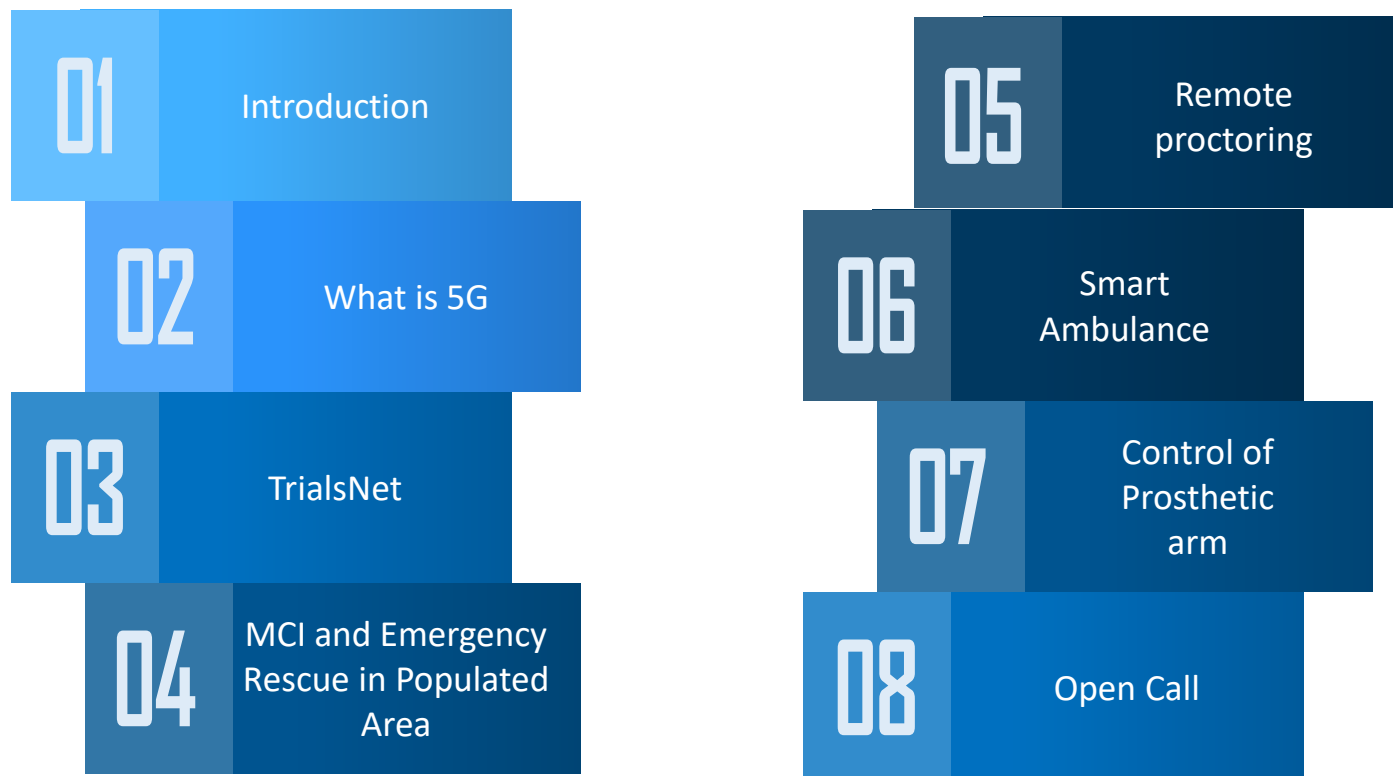 01
Introduction
02
What is 5G
03
TrialsNet
04
MCI and Emergency
Rescue in Populated
Area
05
Remote
proctoring
06
Smart
Ambulance
07
Control of
Prosthetic
arm
08
Open Call